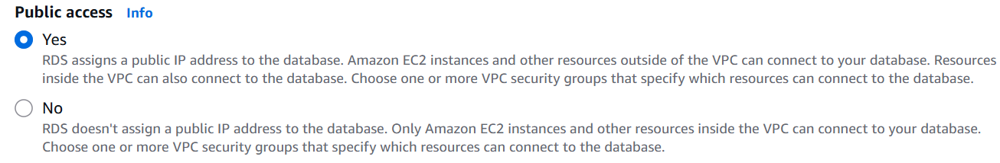 Public access Info
Yes
RDS assigns a public IP address to the database. Amazon EC2 instances and other resources outside of the VPC can connect to your database. Resources
inside the VPC can also connect to the database. Choose one or more VPC security groups that specify which resources can connect to the database.
No
RDS doesn't assign a public IP address to the database. Only Amazon EC2 instances and other resources inside the VPC can connect to your database.
Choose one or more VPC security groups that specify which resources can connect to the database.